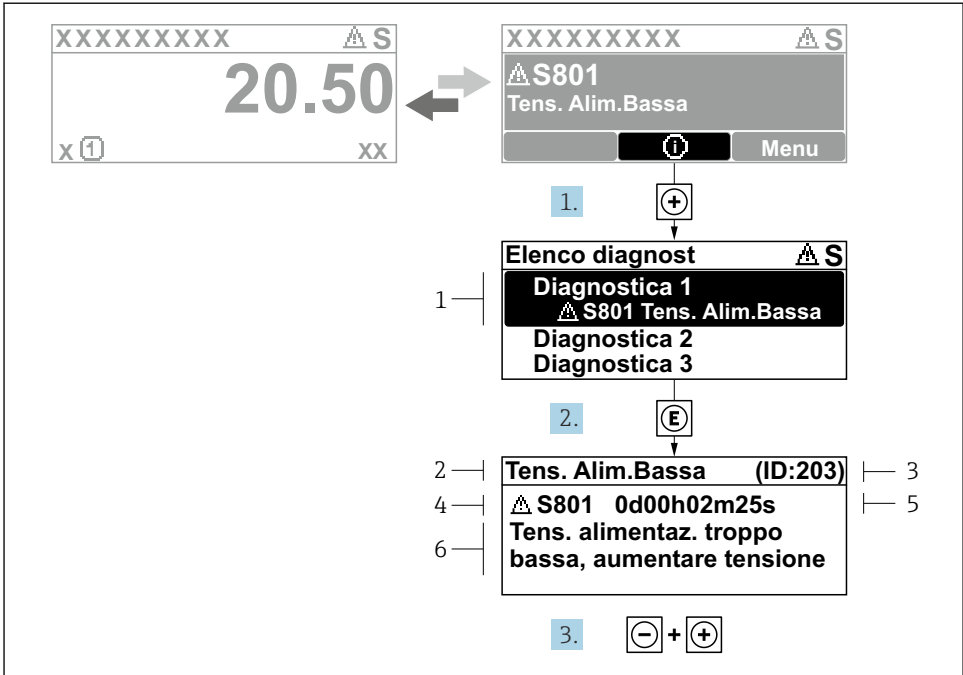 XXXXXXXXX ⚠ S
20.50
x 1 XX
XXXXXXXXX ⚠ S
⚠ S801
Tens. Alim.Bassa
i Menu
1. +
Elenco diagnost ⚠ S
1
Diagnostica 1
⚠ S801 Tens. Alim.Bassa
Diagnostica 2
Diagnostica 3
2. E
2 Tens. Alim.Bassa (ID:203) 3
4 ⚠ S801 0d00h02m25s 5
6
Tens. alimentaz. troppo
bassa, aumentare tensione
3. - + +